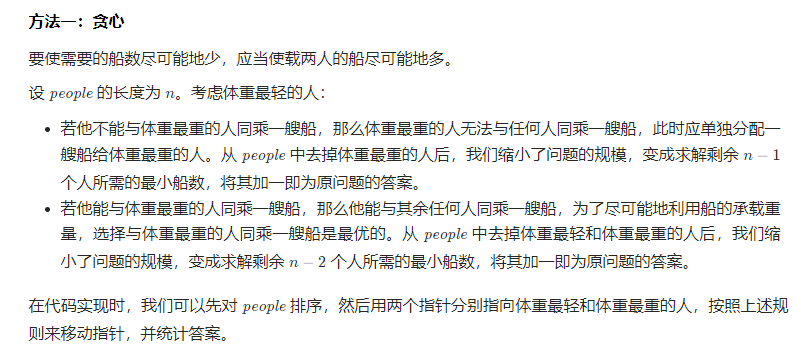 方法一：贪心
要使需要的船数尽可能地少，应当使载两人的船尽可能地多。
设 people 的长度为 n。考虑体重最轻的人：
• 若他不能与体重最重的人同乘一艘船，那么体重最重的人无法与任何人同乘一艘船，此时应单独分配一
艘船给体重最重的人。从 people 中去掉体重最重的人后，我们缩小了问题的规模，变成求解剩余 n − 1
个人所需的最小船数，将其加一即为原问题的答案。
• 若他能与体重最重的人同乘一艘船，那么他能与其余任何人同乘一艘船，为了尽可能地利用船的承载重
量，选择与体重最重的人同乘一艘船是最优的。从 people 中去掉体重最轻和体重最重的人后，我们缩
小了问题的规模，变成求解剩余 n − 2 个人所需的最小船数，将其加一即为原问题的答案。
在代码实现时，我们可以先对 people 排序，然后用两个指针分别指向体重最轻和体重最重的人，按照上述规
则来移动指针，并统计答案。